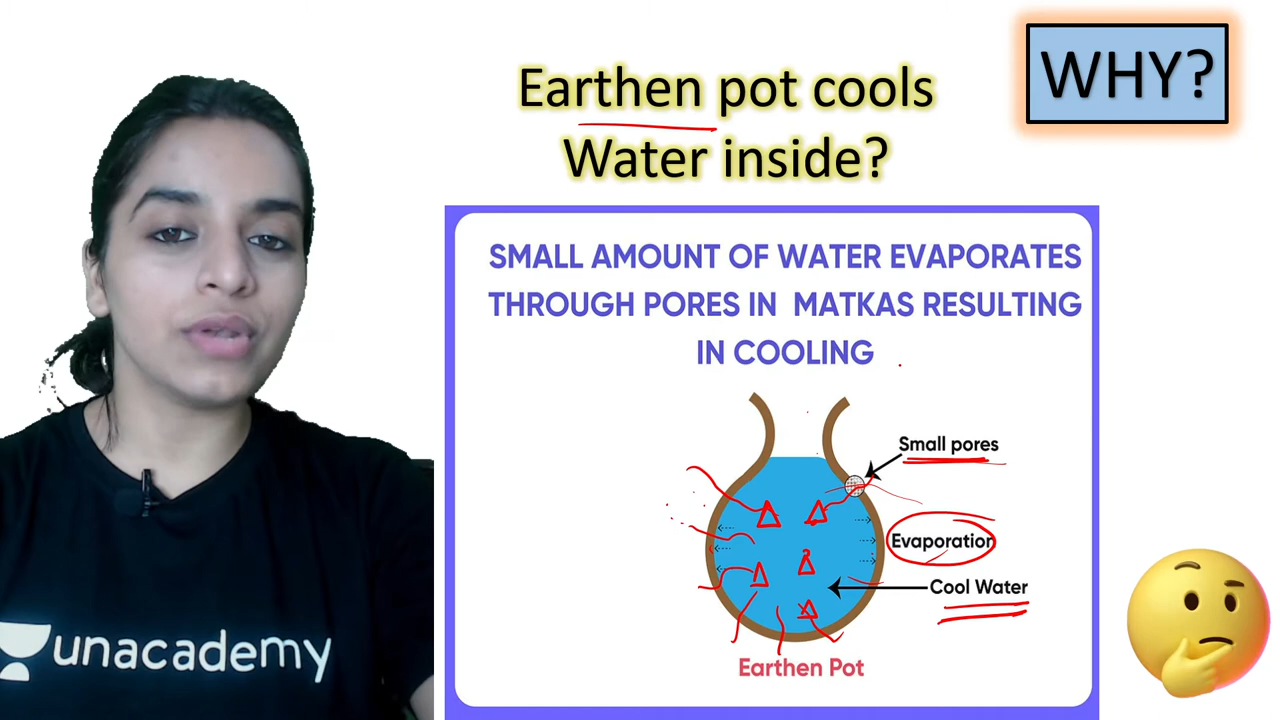 WHY?
Earthen pot cools
Water inside?
SMALL AMOUNT OF WATER EVAPORATES
THROUGH PORES IN MATKAS RESULTING
IN COOLING
Small pores
Evaporation
Cool Water
Earthen Pot
unacademy